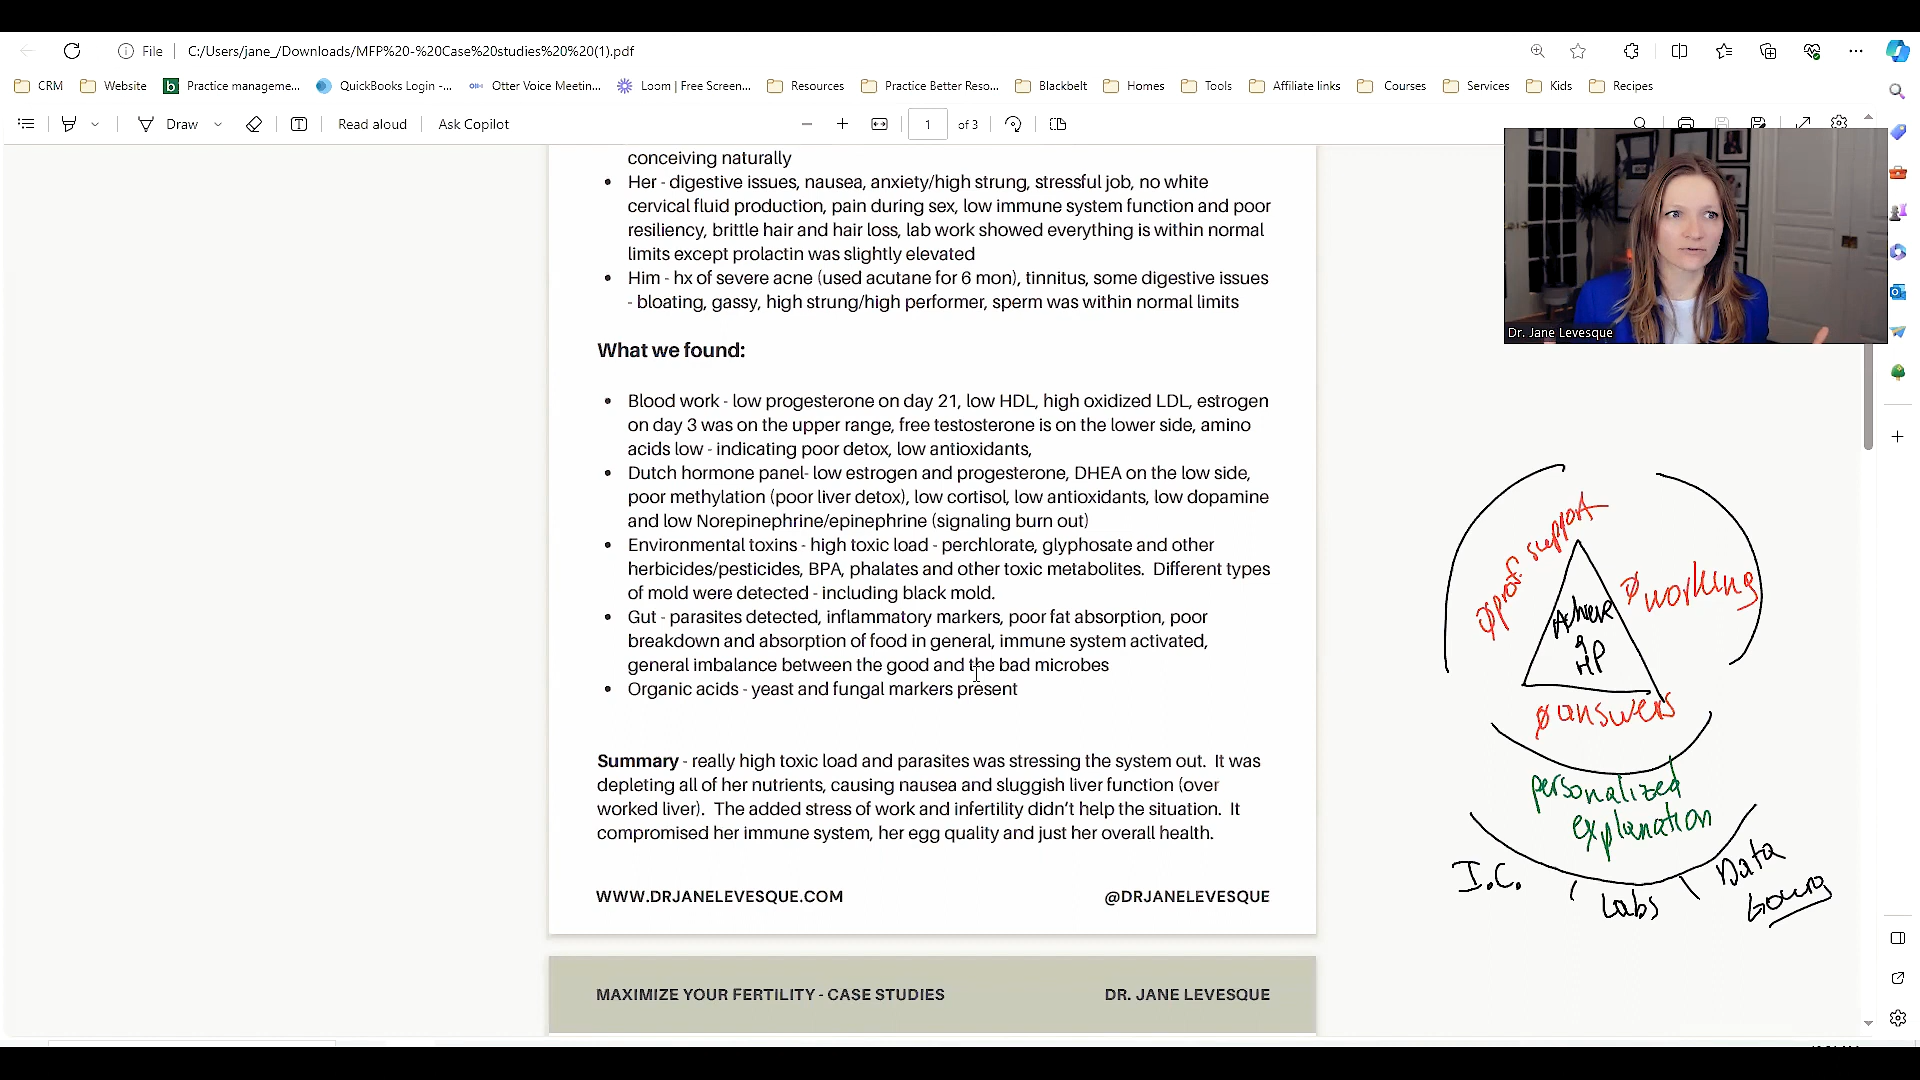 File
C:/Users/jane_/Downloads/MFP%20-%20Case%20studies%20%20(1).pdf
CRM
Website
Practice manageme...
QuickBooks Login -...
Otter Voice Meetin...
Loom | Free Screen...
Resources
Practice Better Reso...
Blackbelt
Homes
Tools
Affiliate links
Courses
Services
Kids
Recipes
Draw
Read aloud
Ask Copilot
1
of 3
conceiving naturally
• Her - digestive issues, nausea, anxiety/high strung, stressful job, no white
cervical fluid production, pain during sex, low immune system function and poor
resiliency, brittle hair and hair loss, lab work showed everything is within normal
limits except prolactin was slightly elevated
• Him - hx of severe acne (used acutane for 6 mon), tinnitus, some digestive issues
- bloating, gassy, high strung/high performer, sperm was within normal limits
What we found:
• Blood work - low progesterone on day 21, low HDL, high oxidized LDL, estrogen
on day 3 was on the upper range, free testosterone is on the lower side, amino
acids low - indicating poor detox, low antioxidants,
• Dutch hormone panel- low estrogen and progesterone, DHEA on the low side,
poor methylation (poor liver detox), low cortisol, low antioxidants, low dopamine
and low Norepinephrine/epinephrine (signaling burn out)
• Environmental toxins - high toxic load - perchlorate, glyphosate and other
herbicides/pesticides, BPA, phalates and other toxic metabolites.  Different types
of mold were detected - including black mold.
• Gut - parasites detected, inflammatory markers, poor fat absorption, poor
breakdown and absorption of food in general, immune system activated,
general imbalance between the good and the bad microbes
• Organic acids - yeast and fungal markers present
Summary - really high toxic load and parasites was stressing the system out.  It was
depleting all of her nutrients, causing nausea and sluggish liver function (over
worked liver).  The added stress of work and infertility didn't help the situation.  It
compromised her immune system, her egg quality and just her overall health.
WWW.DRJANELEVESQUE.COM
@DRJANELEVESQUE
MAXIMIZE YOUR FERTILITY - CASE STUDIES
DR. JANE LEVESQUE
Dr. Jane Levesque
Ø prof. support
Ø working
HP
Ø answers
personalized
explanation
I.C.
Labs
Data